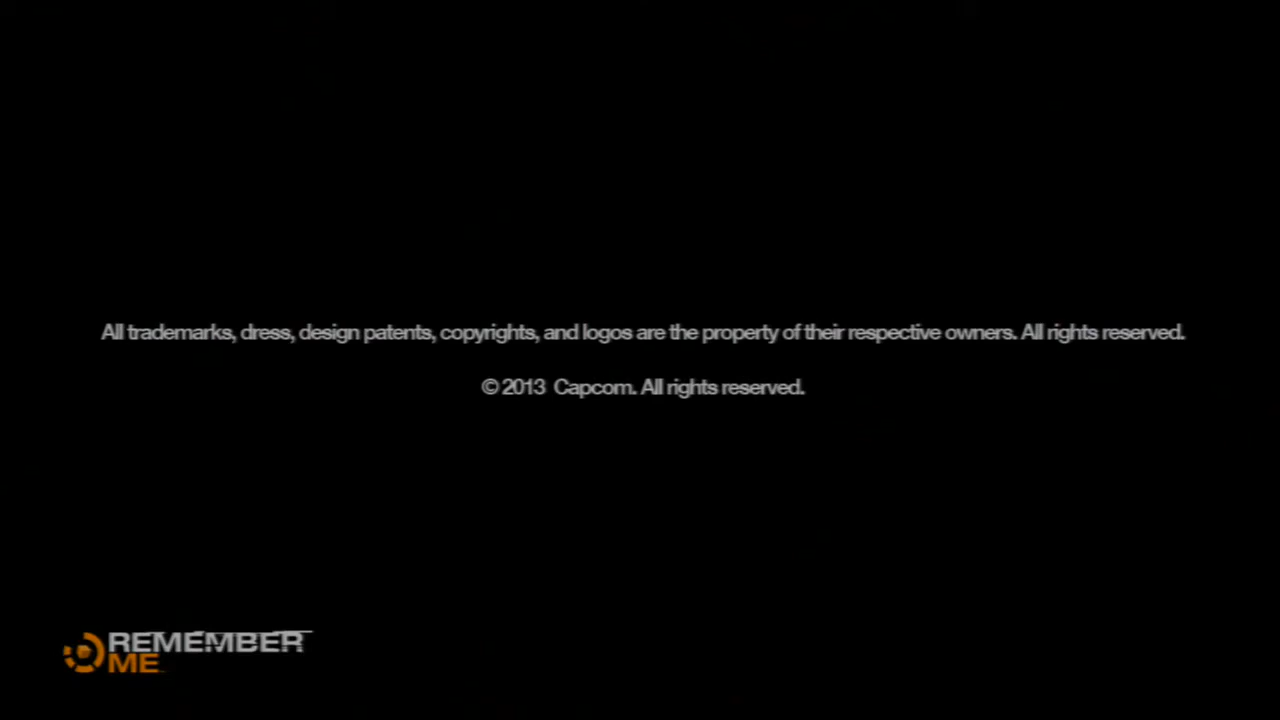 All trademarks, dress, design patents, copyrights, and logos are the property of their respective owners. All rights reserved.
© 2013 Capcom. All rights reserved.
REMEMBER
ME